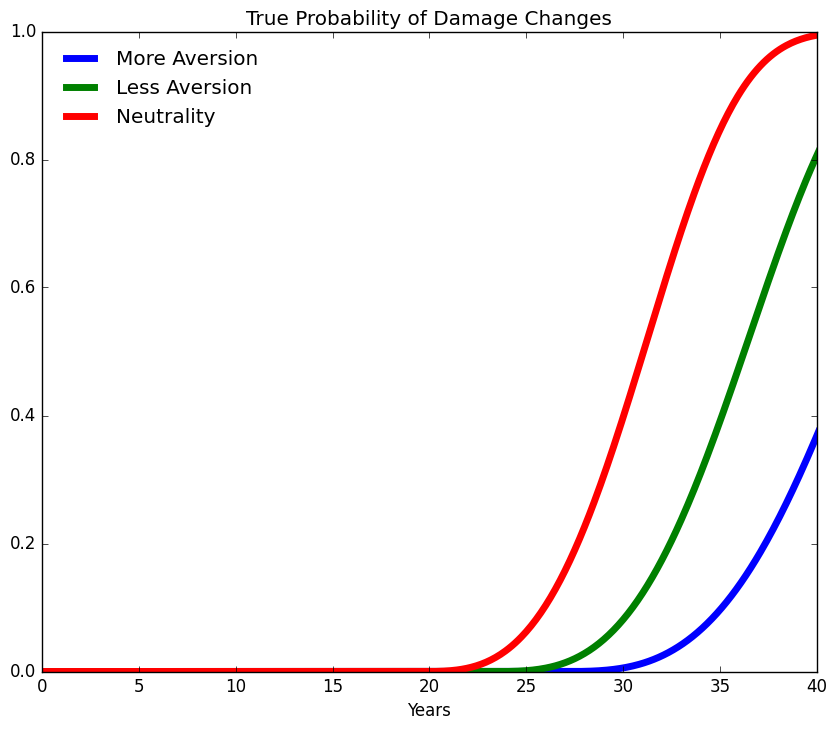 True Probability of Damage Changes
1.0
More Aversion
Less Aversion
Neutrality
0.8
0.6
0.4
0.2
0.0
0 5 10 15 20 25 30 35 40
Years